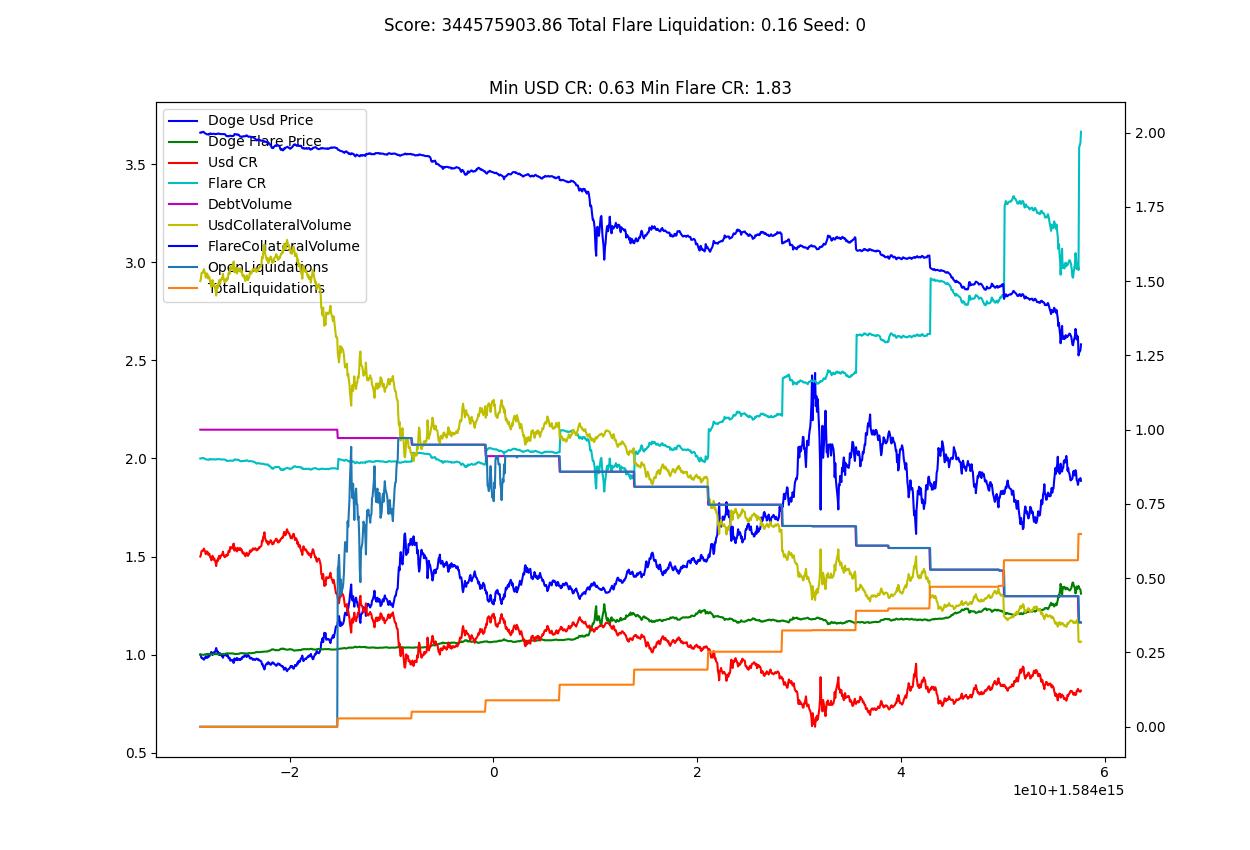 Score: 344575903.86 Total Flare Liquidation: 0.16 Seed: 0
Min USD CR: 0.63 Min Flare CR: 1.83
Doge Usd Price
Doge Flare Price
Usd CR
Flare CR
DebtVolume
UsdCollateralVolume
FlareCollateralVolume
OpenLiquidations
TotalLiquidations
3.5
3.0
2.5
2.0
1.5
1.0
0.5
2.00
1.75
1.50
1.25
1.00
0.75
0.50
0.25
0.00
−2
0
2
4
6
1e10+1.584e15